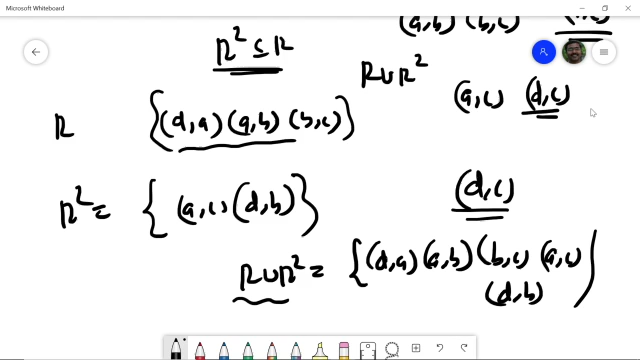 Microsoft Whiteboard
(a,b) (b,c)
R² ⊆ R
R∪R²
(a,c) (d,c)
R {(d,a) (a,b) (b,c)}
R² = {(a,c), (d,b)}
(d,c)
R∪R² = {(d,a) (a,b) (b,c) (a,c)
(d,b)}